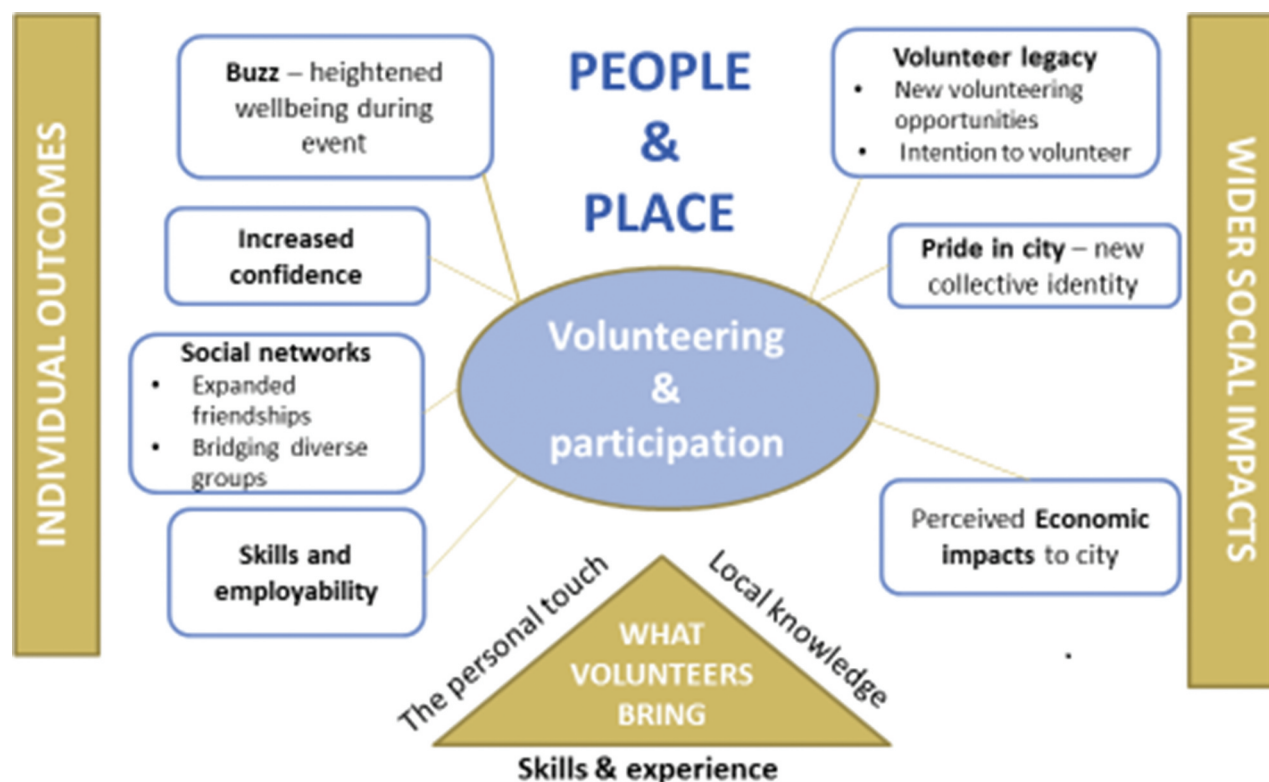 INDIVIDUAL OUTCOMES
Buzz – heightened
wellbeing during
event
Increased
confidence
Social networks
• Expanded
friendships
• Bridging diverse
groups
Skills and
employability
PEOPLE
&
PLACE
Volunteering
&
participation
The personal touch
Local knowledge
WHAT
VOLUNTEERS
BRING
Skills & experience
Volunteer legacy
• New volunteering
opportunities
• Intention to volunteer
Pride in city – new
collective identity
Perceived Economic
impacts to city
WIDER SOCIAL IMPACTS